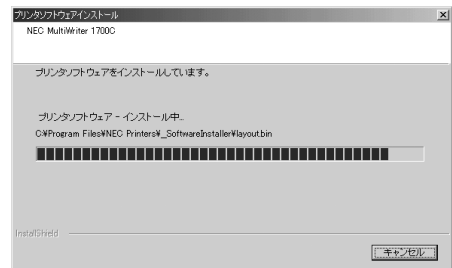 プリンタソフトウェアインストール
NEC MultiWriter 1700C
プリンタソフトウェアをインストールしています。
プリンタソフトウェア - インストール中...
C:¥Program Files¥NEC Printers¥_SoftwareInstaller¥layout.bin
InstallShield
キャンセル